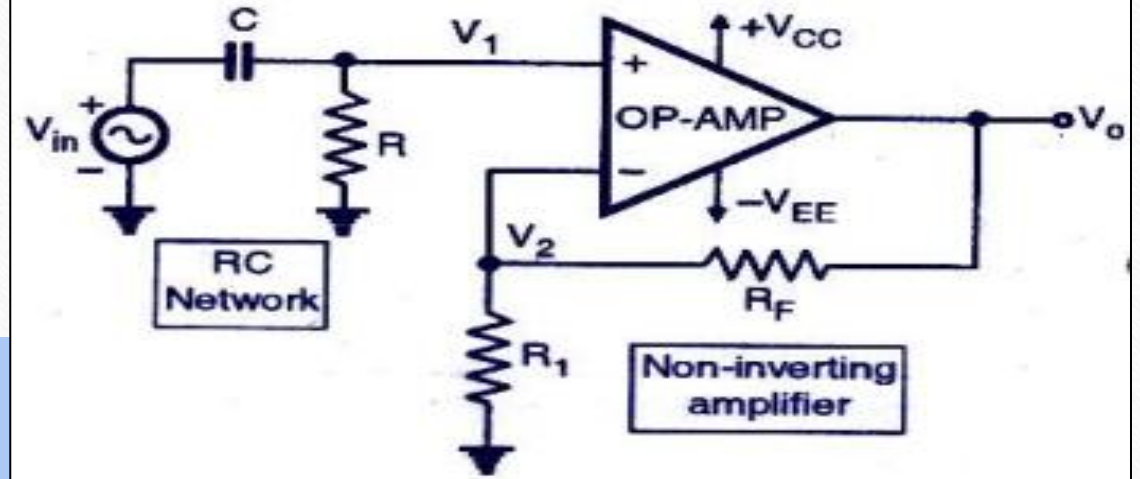 C
V1
+VCC
+
+
OP-AMP
Vo
Vin
R
−
−
−VEE
V2
RC
Network
RF
R1
Non-inverting
amplifier